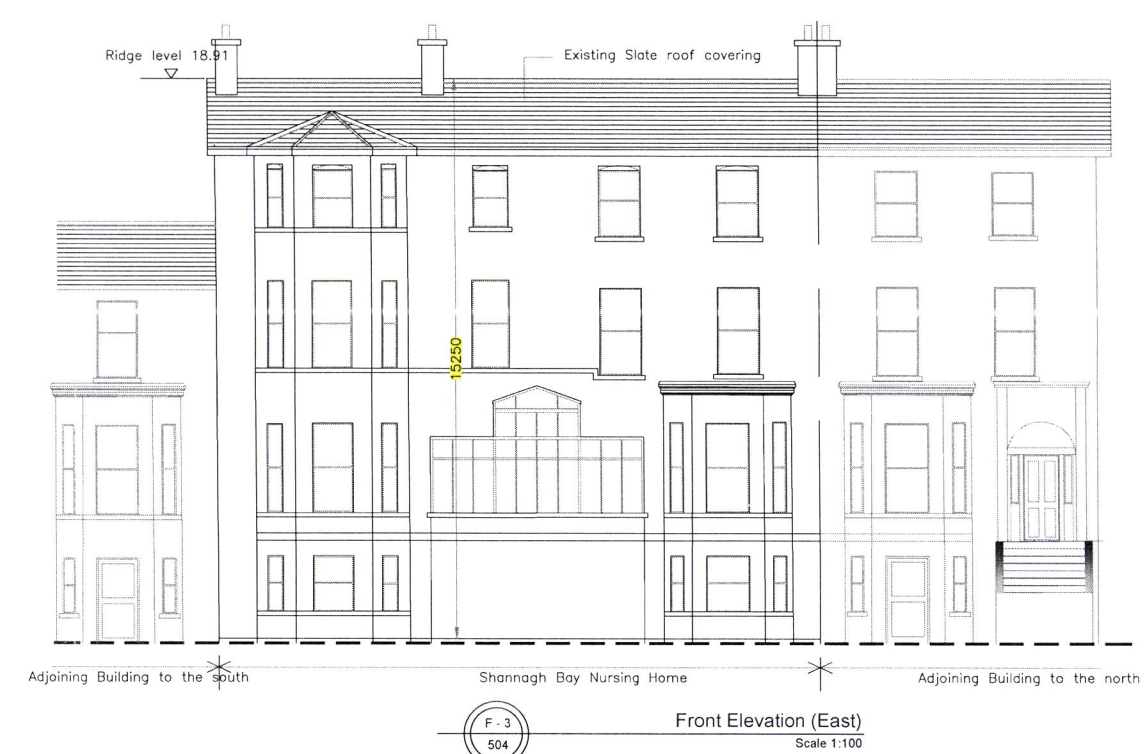 Ridge level 18.91
Existing Slate roof covering
15250
Adjoining Building to the south
Shannagh Bay Nursing Home
Adjoining Building to the north
F - 3
504
Front Elevation (East)
Scale 1:100